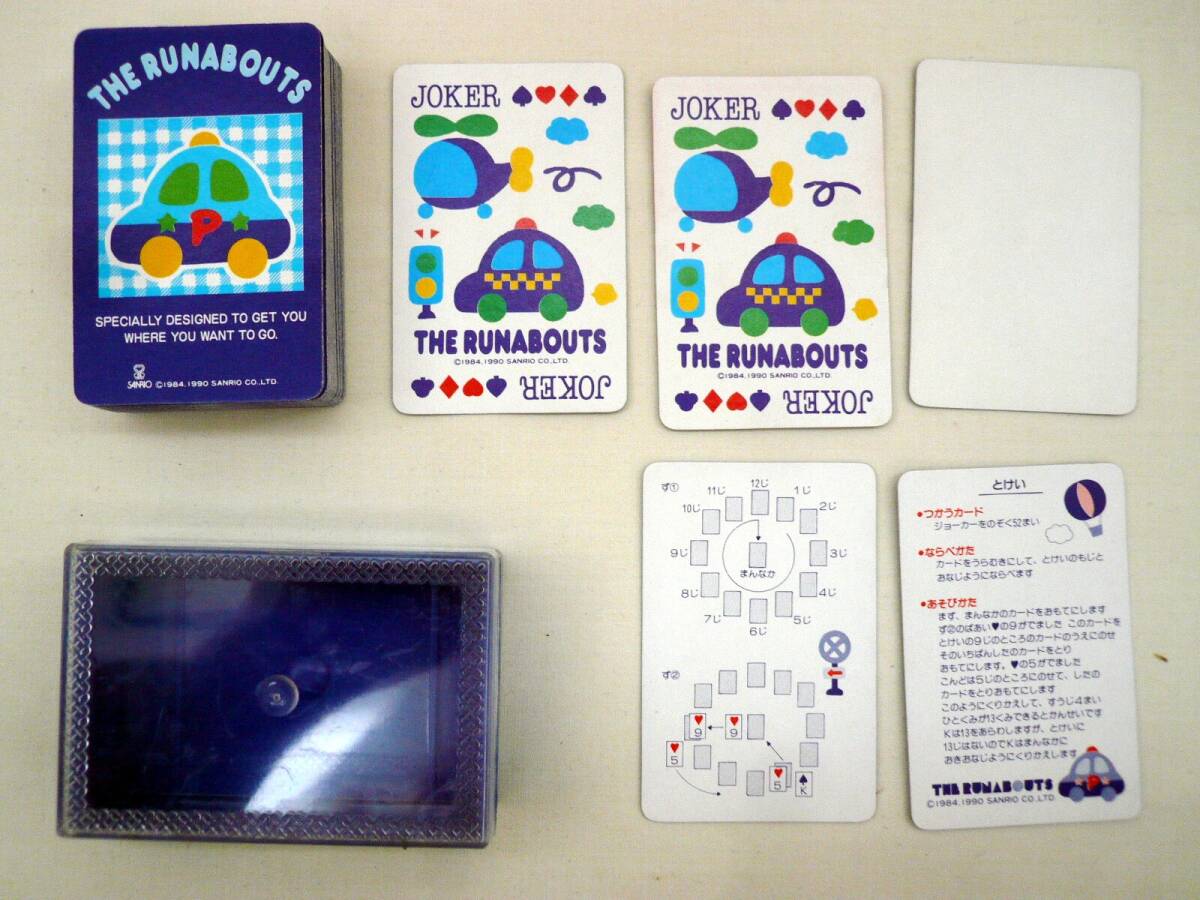 THE RUNABOUTS
P
SPECIALLY DESIGNED TO GET YOU
WHERE YOU WANT TO GO.
SANRIO ©1984,1990 SANRIO CO.,LTD.
JOKER
THE RUNABOUTS
©1984,1990 SANRIO CO.,LTD.
JOKER
JOKER
THE RUNABOUTS
©1984,1990 SANRIO CO.,LTD.
JOKER
ず①
12じ
1じ
2じ
3じ
4じ
5じ
6じ
7じ
8じ
9じ
10じ
11じ
まんなか
ず②
♥9
♥9
♥5
♥5
♠K
とけい
●つかうカード
ジョーカーをのぞく52まい
●ならべかた
カードをうらむきにして、とけいのもじと
おなじようにならべます
●あそびかた
まず、まんなかのカードをおもてにします
ず②のばあい♥の9がでました このカードを
とけいの9じのところのカードのうえにのせ
そのいちばんしたのカードをとり
おもてにします。♥の5がでました
こんどは5じのところにのせて、したの
カードをとりおもてにします
このようにくりかえして、すうじ4まい
ひとくみが13くみできるとかんせいです
Kは13をあらわしますが、とけいに
13じはないのでKはまんなかに
おきおなじようにくりかえします
THE RUNABOUTS
©1984,1990 SANRIO CO.,LTD.
P